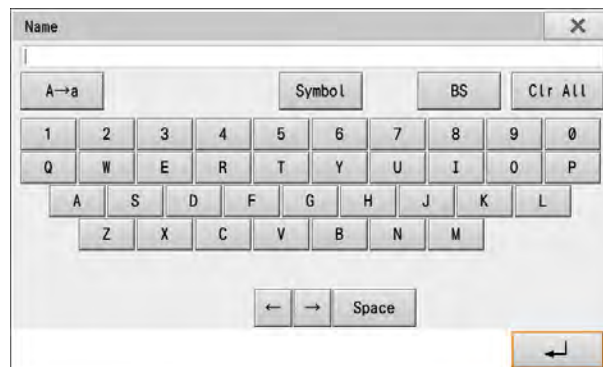 Name
A→a Symbol BS Clr All
1 2 3 4 5 6 7 8 9 0
Q W E R T Y U I O P
A S D F G H J K L
Z X C V B N M
← → Space